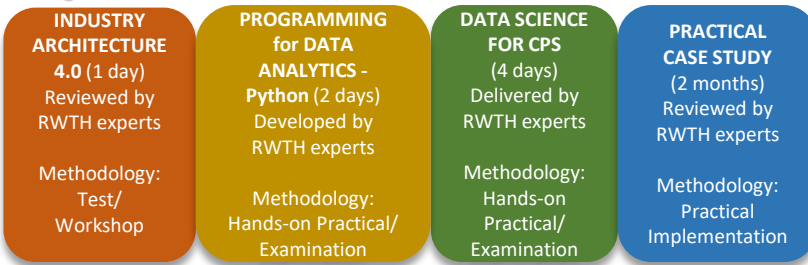 INDUSTRY
ARCHITECTURE
4.0 (1 day)
Reviewed by
RWTH experts
Methodology:
Test/
Workshop
PROGRAMMING
for DATA
ANALYTICS -
Python (2 days)
Developed by
RWTH experts
Methodology:
Hands-on Practical/
Examination
DATA SCIENCE
FOR CPS
(4 days)
Delivered by
RWTH experts
Methodology:
Hands-on
Practical/
Examination
PRACTICAL
CASE STUDY
(2 months)
Reviewed by
RWTH experts
Methodology:
Practical
Implementation